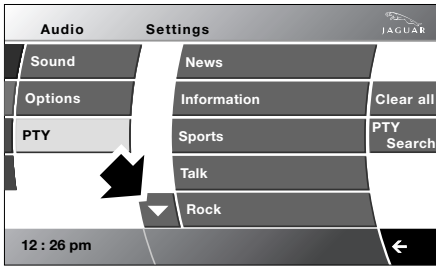 Audio Settings
JAGUAR
Sound
Options
PTY
News
Information
Sports
Talk
Rock
Clear all
PTY
Search
12 : 26 pm